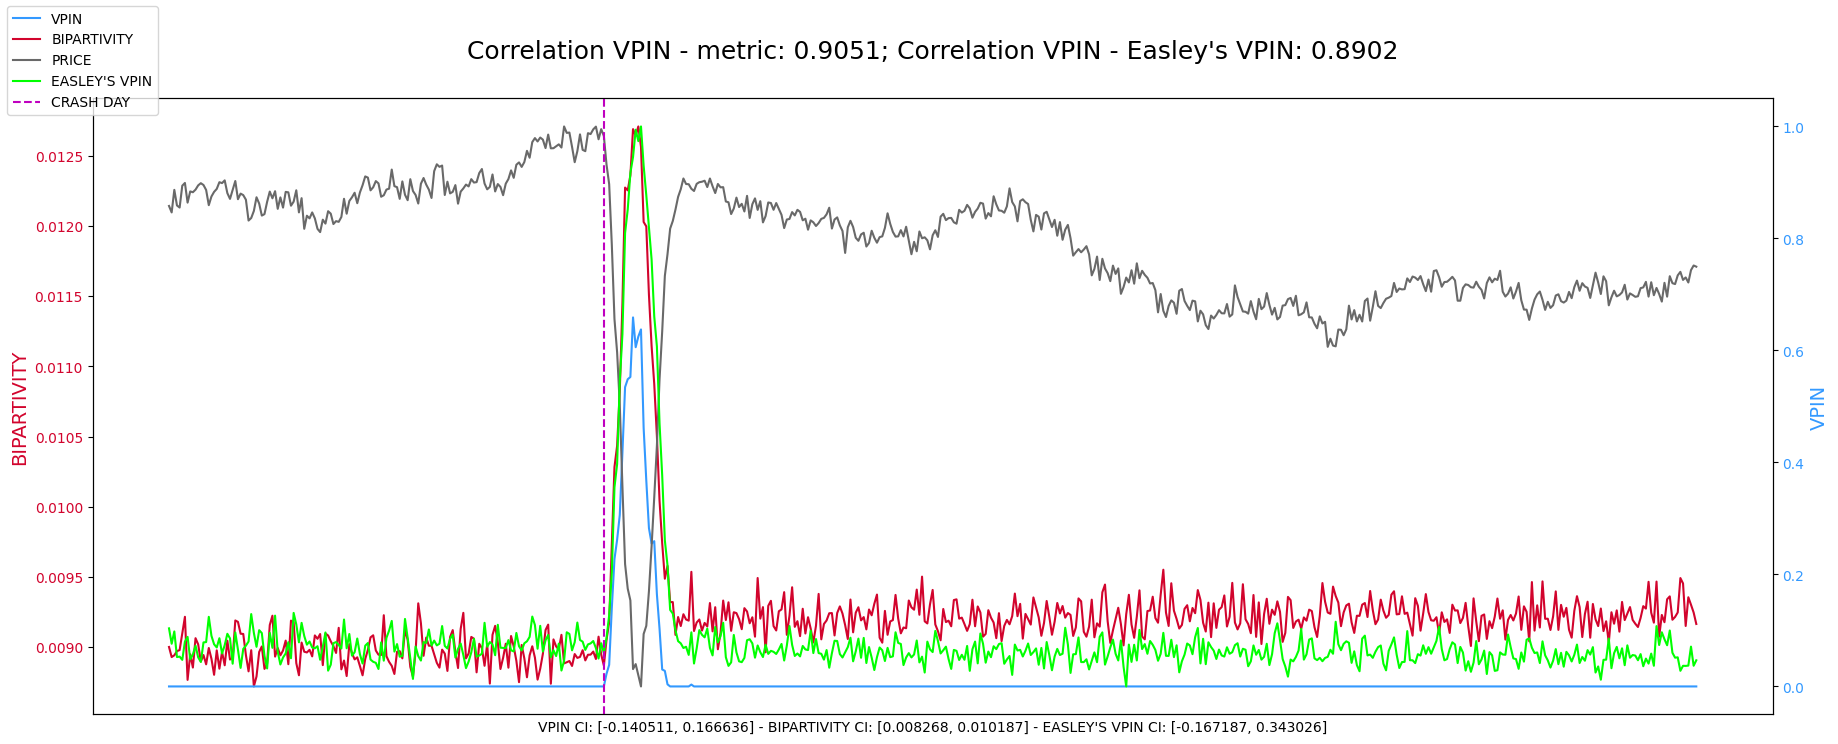 VPIN
BIPARTIVITY
PRICE
EASLEY'S VPIN
CRASH DAY
Correlation VPIN - metric: 0.9051; Correlation VPIN - Easley's VPIN: 0.8902
BIPARTIVITY
0.0125
0.0120
0.0115
0.0110
0.0105
0.0100
0.0095
0.0090
1.0
0.8
0.6
0.4
0.2
0.0
VPIN
VPIN CI: [-0.140511, 0.166636] - BIPARTIVITY CI: [0.008268, 0.010187] - EASLEY'S VPIN CI: [-0.167187, 0.343026]